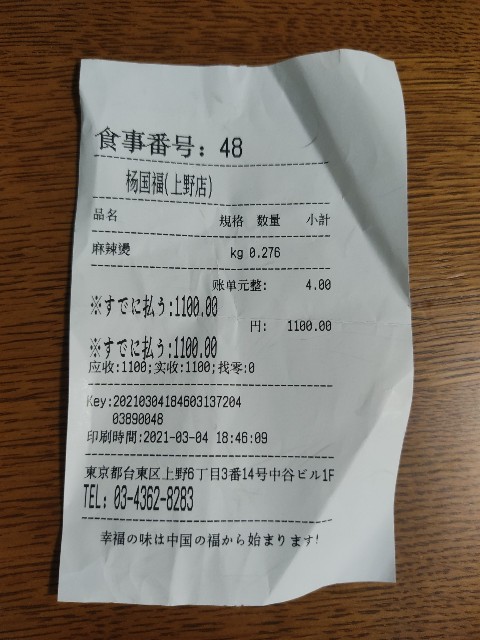 食事番号: 48
杨国福(上野店)
品名 規格 数量 小計
麻辣燙 kg 0.276
账单元整: 4.00
※すでに払う:1100.00
円: 1100.00
※すでに払う:1100.00
应收:1100;实收:1100;找零:0
Key:20210304184603137204
03890048
印刷時間:2021-03-04 18:46:09
東京都台東区上野6丁目3番14号中谷ビル1F
TEL: 03-4362-8283
幸福の味は中国の福から始まります!